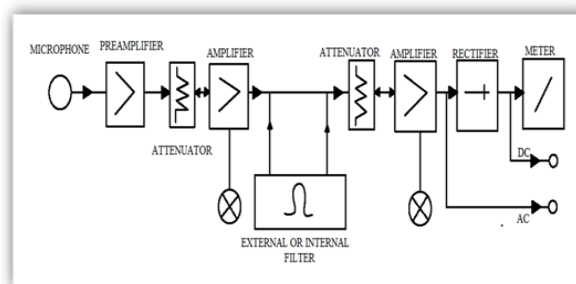 MICROPHONE
PREAMPLIFIER
ATTENUATOR
AMPLIFIER
EXTERNAL OR INTERNAL
FILTER
ATTENUATOR
AMPLIFIER
RECTIFIER
METER
DC
AC